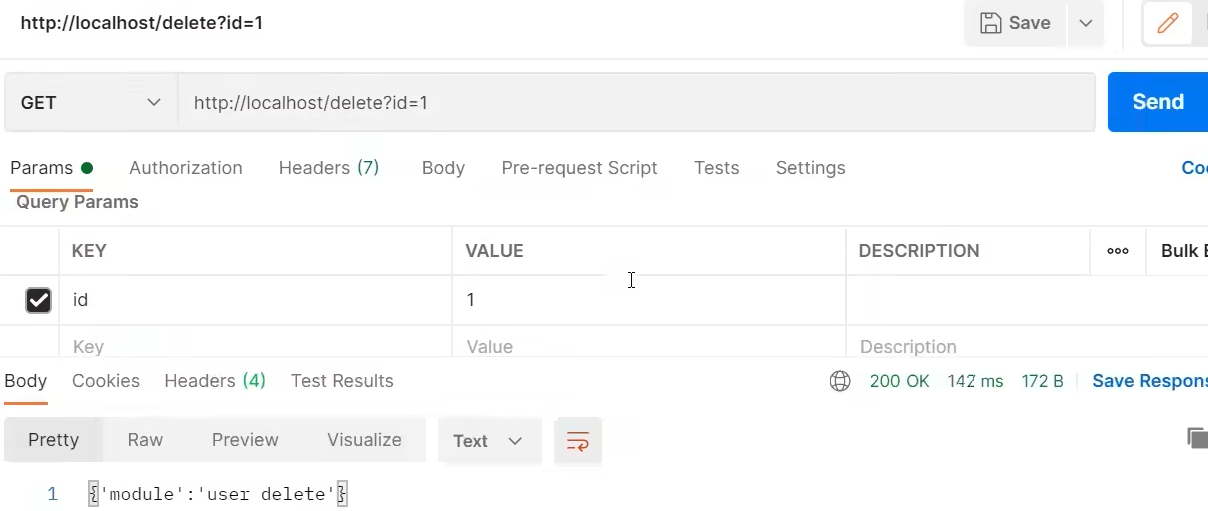 http://localhost/delete?id=1 Save
GET http://localhost/delete?id=1 Send
Params Authorization Headers (7) Body Pre-request Script Tests Settings Coo
Query Params
KEY VALUE DESCRIPTION ooo Bulk E
id 1
Key Value Description
Body Cookies Headers (4) Test Results 200 OK 142 ms 172 B Save Respons
Pretty Raw Preview Visualize Text
1 {'module':'user delete'}